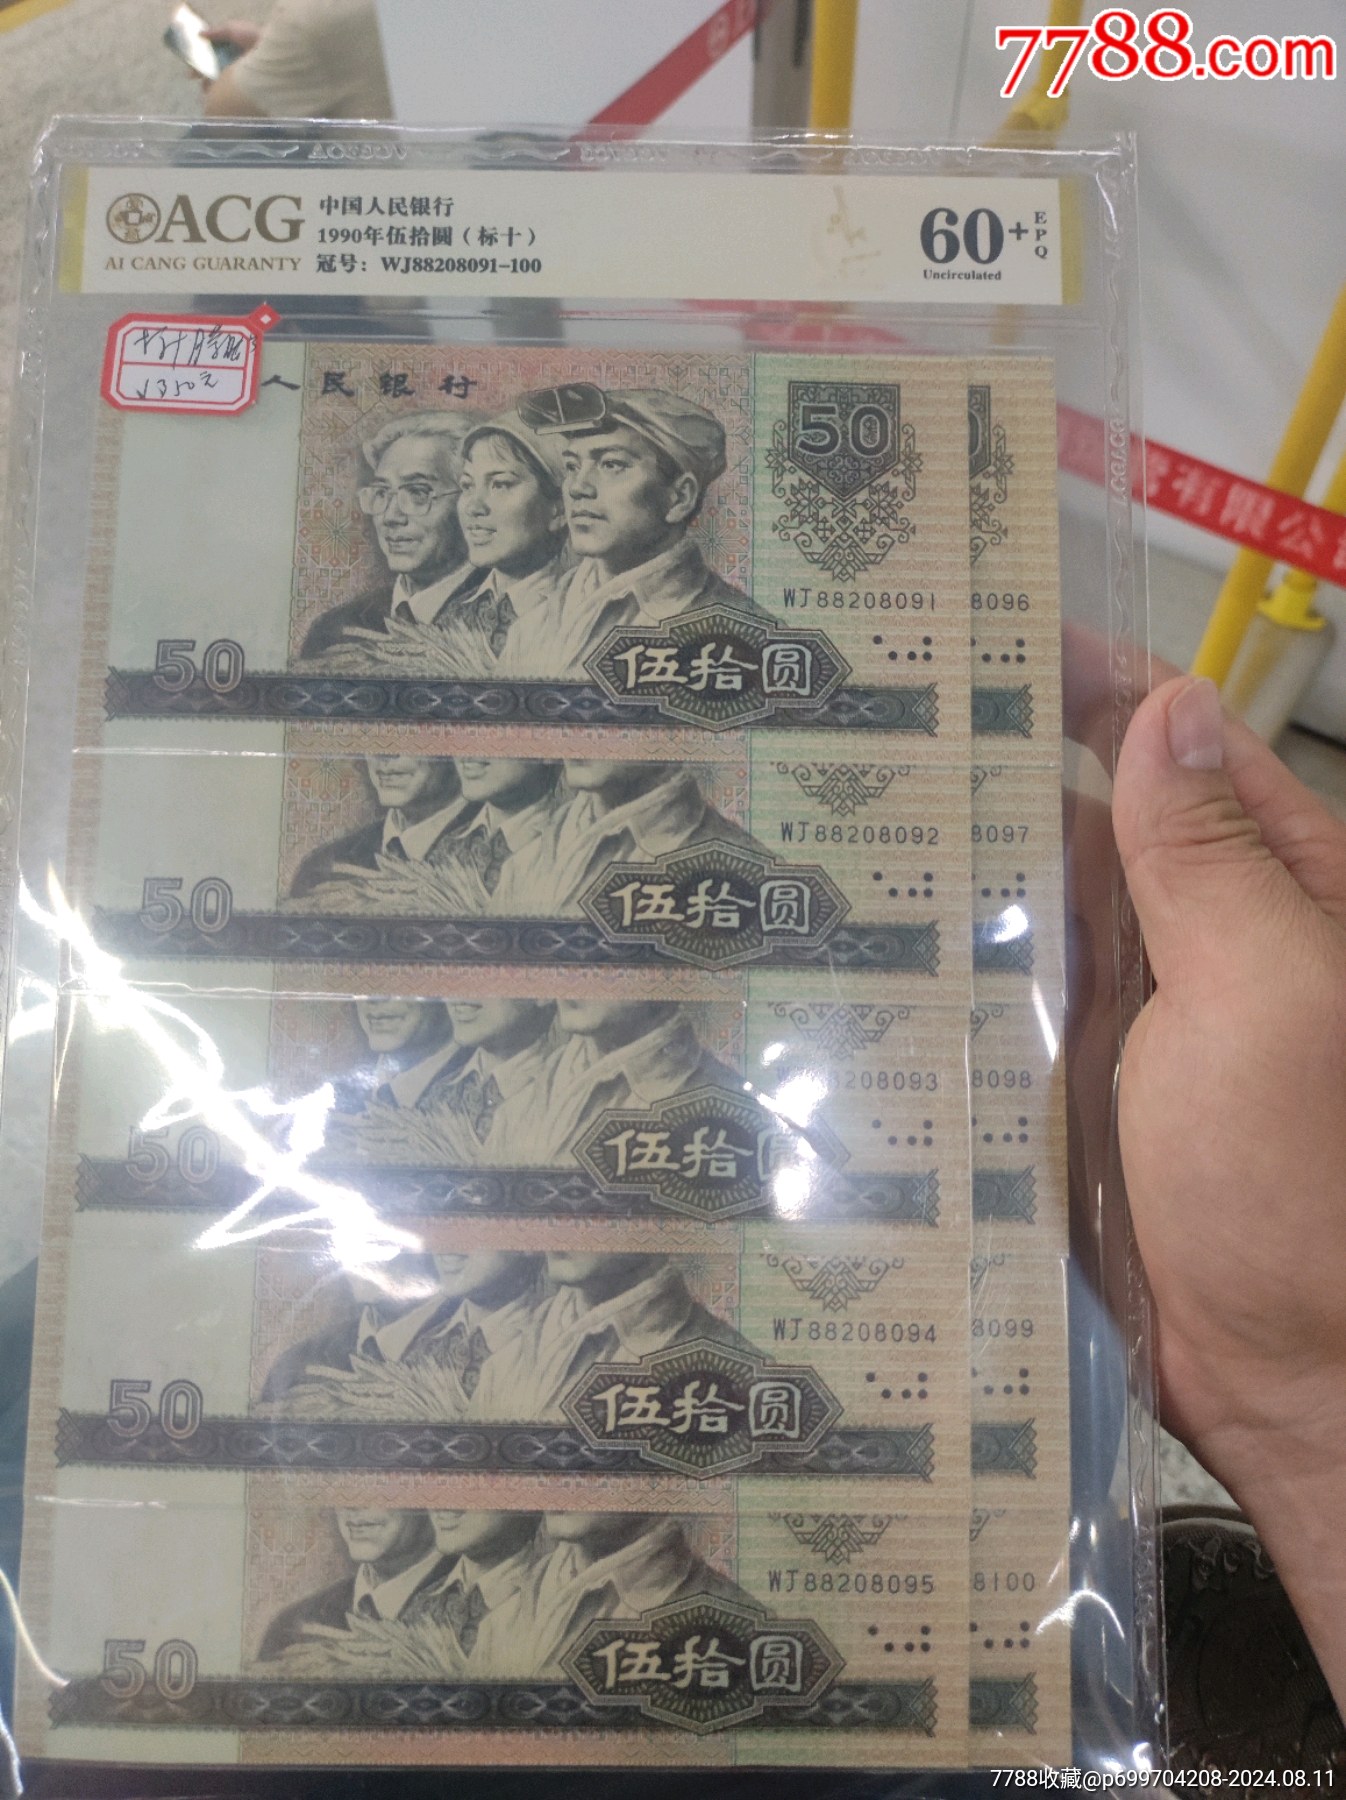 7788.com
ACG
AI CANG GUARANTY
中国人民银行
1990年伍拾圆（标十）
冠号：WJ88208091-100
60+
EPQ
Uncirculated
人民银行
50
WJ88208091
8096
50
伍拾圆
WJ88208092
8097
50
伍拾圆
208093
8098
50
伍拾圆
WJ88208094
8099
50
伍拾圆
WJ88208095
8100
50
伍拾圆
有限公
7788收藏@p699704208-2024.08.11